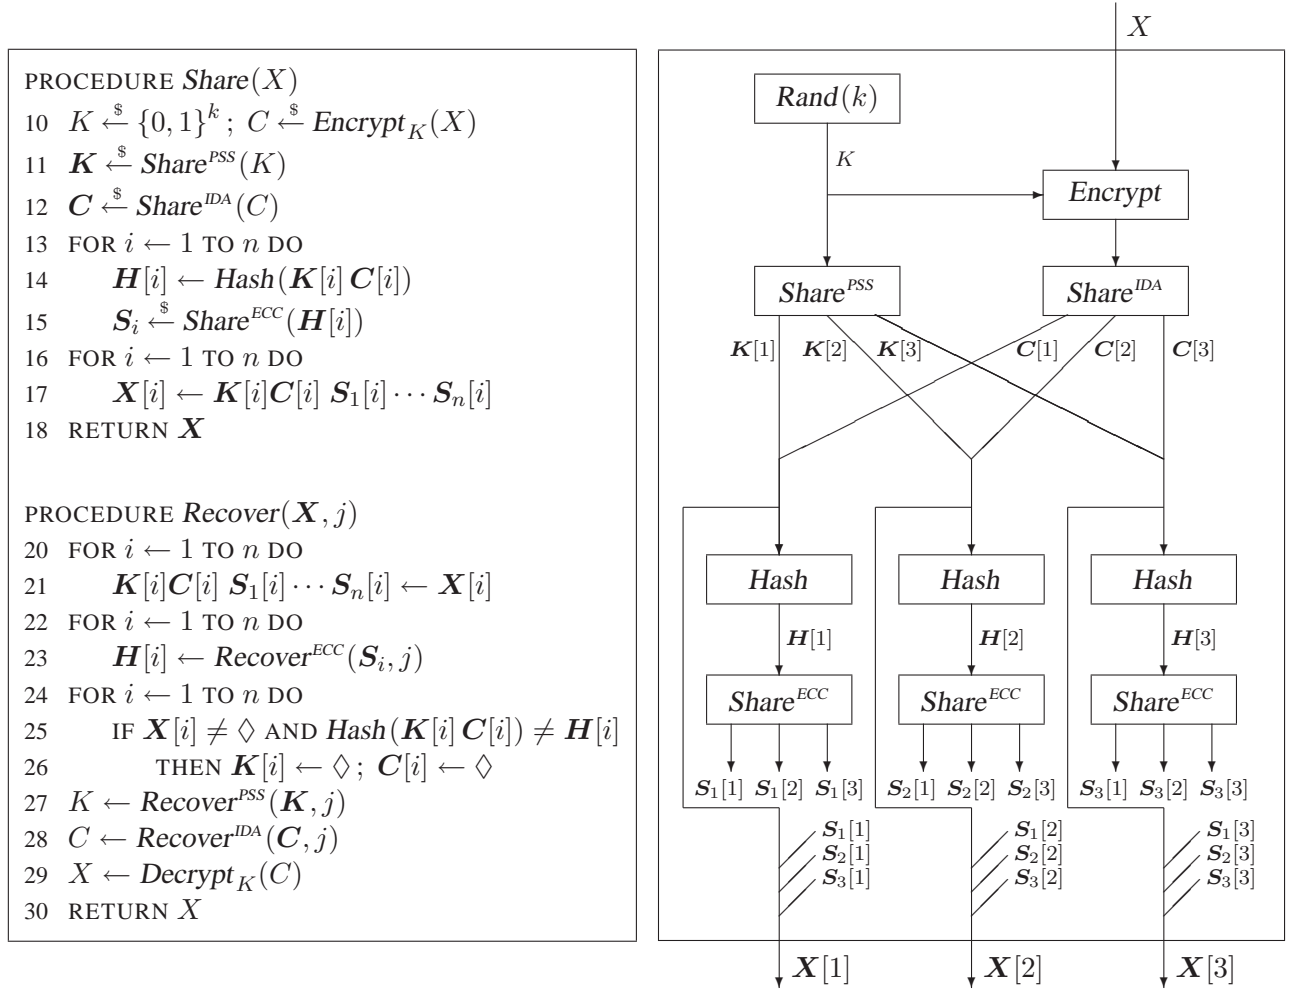 PROCEDURE Share(X)
10 K ←$ {0, 1}^k ; C ←$ Encrypt_K(X)
11 K ←$ Share^PSS(K)
12 C ←$ Share^IDA(C)
13 FOR i ← 1 TO n DO
14 H[i] ← Hash(K[i] C[i])
15 S_i ←$ Share^ECC(H[i])
16 FOR i ← 1 TO n DO
17 X[i] ← K[i]C[i] S_1[i] ··· S_n[i]
18 RETURN X
PROCEDURE Recover(X, j)
20 FOR i ← 1 TO n DO
21 K[i]C[i] S_1[i] ··· S_n[i] ← X[i]
22 FOR i ← 1 TO n DO
23 H[i] ← Recover^ECC(S_i, j)
24 FOR i ← 1 TO n DO
25 IF X[i] ≠ ◊ AND Hash(K[i] C[i]) ≠ H[i]
26 THEN K[i] ← ◊ ; C[i] ← ◊
27 K ← Recover^PSS(K, j)
28 C ← Recover^IDA(C, j)
29 X ← Decrypt_K(C)
30 RETURN X
X
Rand(k)
K
Encrypt
Share^PSS Share^IDA
K[1] K[2] K[3] C[1] C[2] C[3]
Hash Hash Hash
H[1] H[2] H[3]
Share^ECC Share^ECC Share^ECC
S_1[1] S_1[2] S_1[3] S_2[1] S_2[2] S_2[3] S_3[1] S_3[2] S_3[3]
S_1[1] S_1[2] S_1[3]
S_2[1] S_2[2] S_2[3]
S_3[1] S_3[2] S_3[3]
X[1] X[2] X[3]